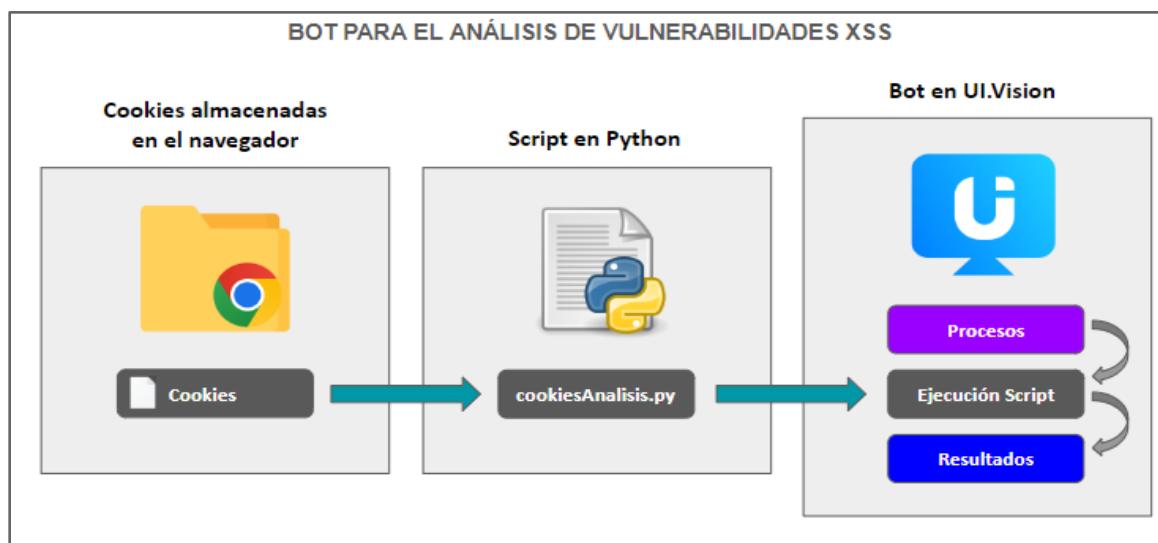 BOT PARA EL ANÁLISIS DE VULNERABILIDADES XSS
Cookies almacenadas
en el navegador
Script en Python
Bot en UI.Vision
Cookies
cookiesAnalisis.py
Procesos
Ejecución Script
Resultados